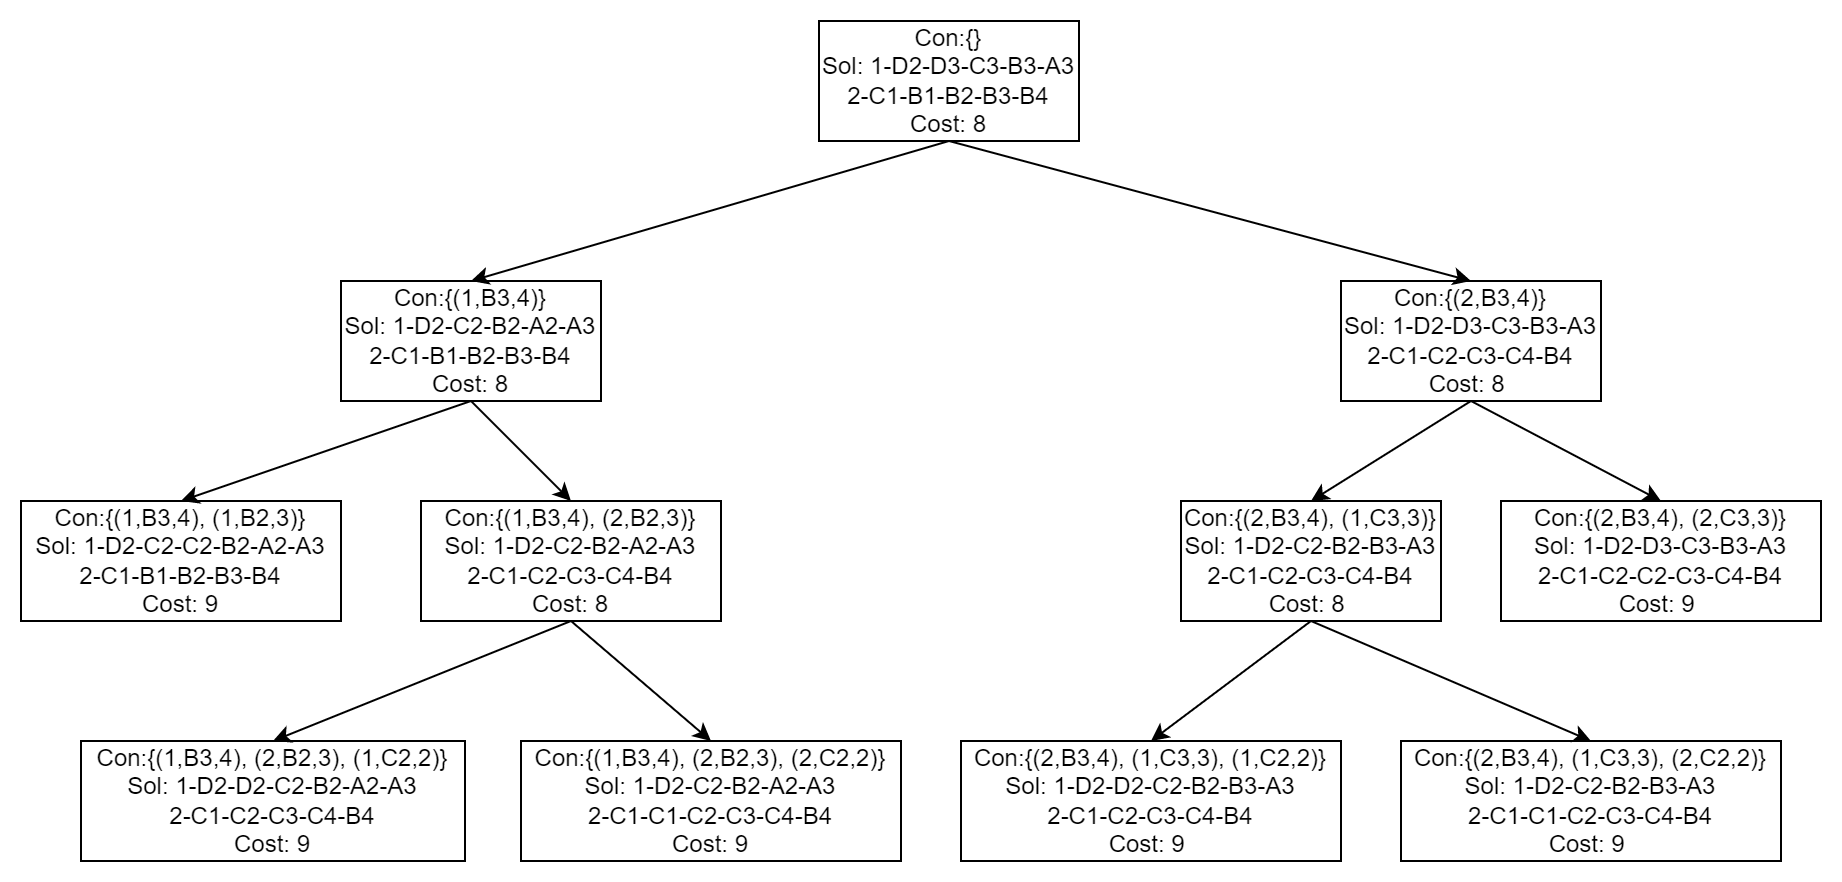 Con:{}
Sol: 1-D2-D3-C3-B3-A3
2-C1-B1-B2-B3-B4
Cost: 8
Con:{(1,B3,4)}
Sol: 1-D2-C2-B2-A2-A3
2-C1-B1-B2-B3-B4
Cost: 8
Con:{(2,B3,4)}
Sol: 1-D2-D3-C3-B3-A3
2-C1-C2-C3-C4-B4
Cost: 8
Con:{(1,B3,4), (1,B2,3)}
Sol: 1-D2-C2-C2-B2-A2-A3
2-C1-B1-B2-B3-B4
Cost: 9
Con:{(1,B3,4), (2,B2,3)}
Sol: 1-D2-C2-B2-A2-A3
2-C1-C2-C3-C4-B4
Cost: 8
Con:{(2,B3,4), (1,C3,3)}
Sol: 1-D2-C2-B2-B3-A3
2-C1-C2-C3-C4-B4
Cost: 8
Con:{(2,B3,4), (2,C3,3)}
Sol: 1-D2-D3-C3-B3-A3
2-C1-C2-C2-C3-C4-B4
Cost: 9
Con:{(1,B3,4), (2,B2,3), (1,C2,2)}
Sol: 1-D2-D2-C2-B2-A2-A3
2-C1-C2-C3-C4-B4
Cost: 9
Con:{(1,B3,4), (2,B2,3), (2,C2,2)}
Sol: 1-D2-C2-B2-A2-A3
2-C1-C1-C2-C3-C4-B4
Cost: 9
Con:{(2,B3,4), (1,C3,3), (1,C2,2)}
Sol: 1-D2-D2-C2-B2-B3-A3
2-C1-C2-C3-C4-B4
Cost: 9
Con:{(2,B3,4), (1,C3,3), (2,C2,2)}
Sol: 1-D2-C2-B2-B3-A3
2-C1-C1-C2-C3-C4-B4
Cost: 9